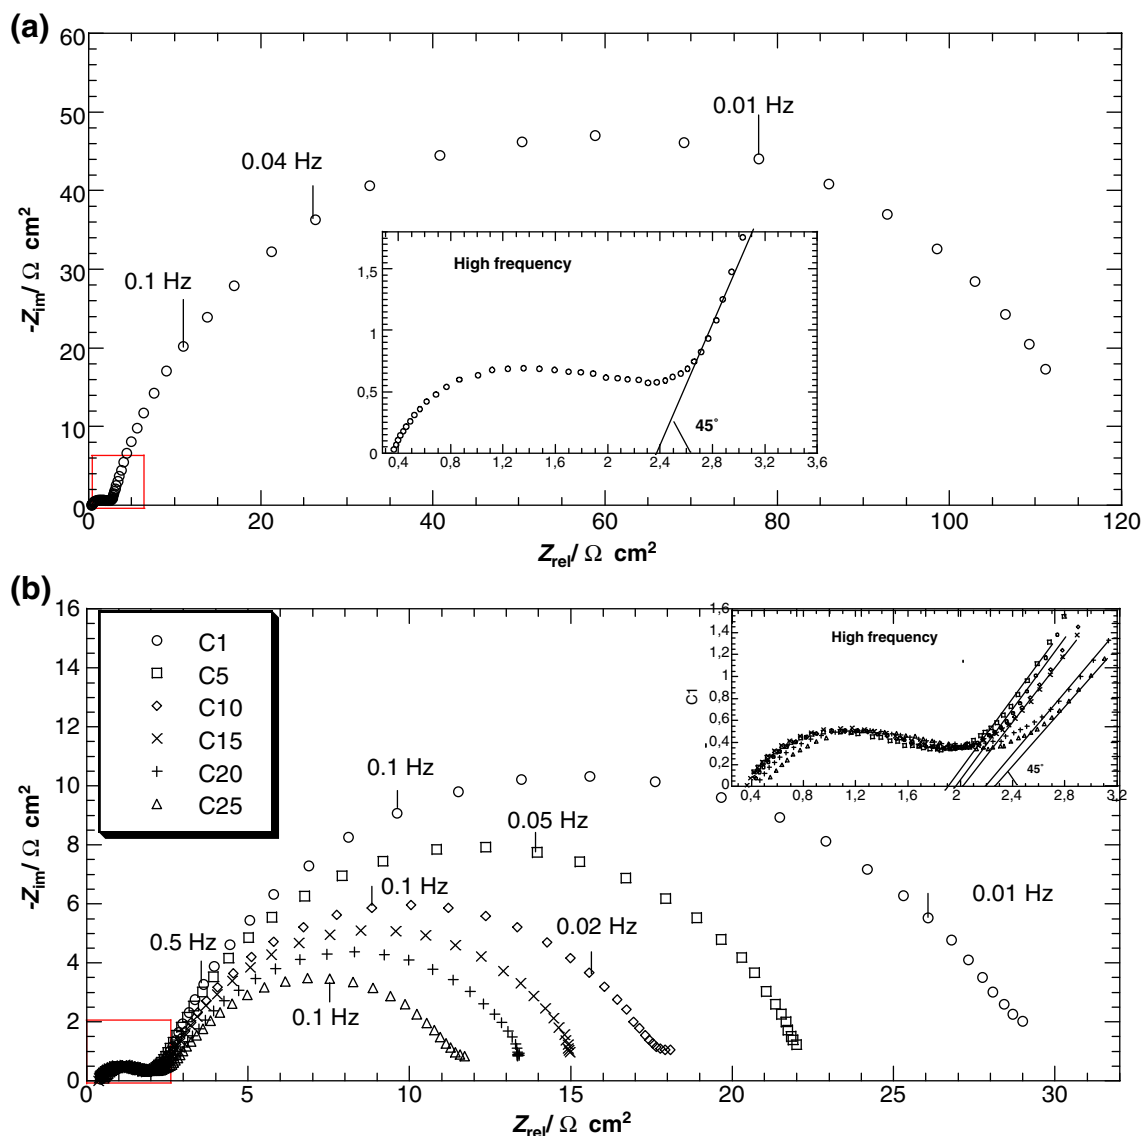 (a)
60
50
40
30
20
10
0
-Zim/ Ω cm²
0.01 Hz
0.04 Hz
0.1 Hz
High frequency
1,5
1
0,5
0
45°
0,4 0,8 1,2 1,6 2 2,4 2,8 3,2 3,6
0 20 40 60 80 100 120
Zrel/ Ω cm²
(b)
16
14
12
10
8
6
4
2
0
-Zim/ Ω cm²
C1
C5
C10
C15
C20
C25
0.1 Hz
0.05 Hz
0.1 Hz
0.02 Hz
0.01 Hz
0.5 Hz
0.1 Hz
High frequency
C1
1,6
1,4
1,2
1
0,8
0,6
0,4
0,2
0
45°
0,4 0,8 1,2 1,6 2 2,4 2,8 3,2
0 5 10 15 20 25 30
Zrel/ Ω cm²